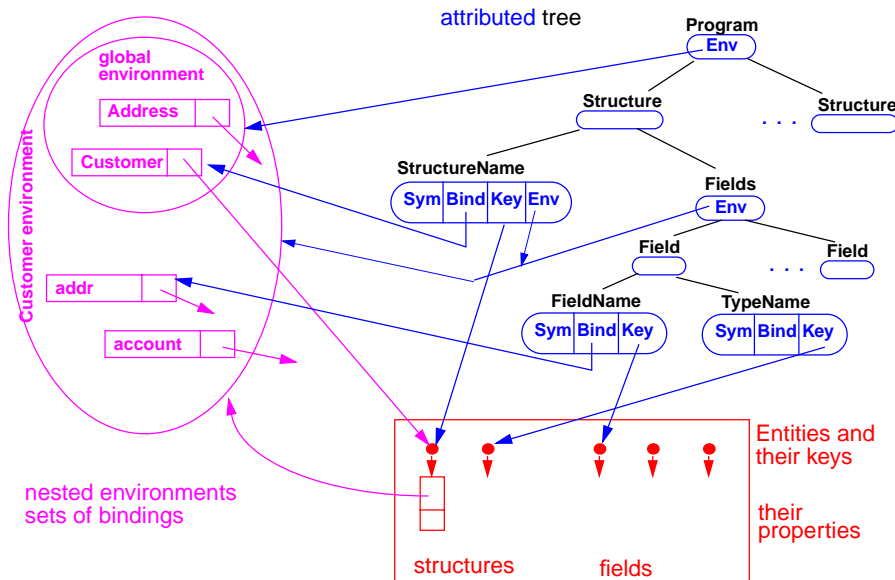 attributed tree
Program
Env
global
environment
Address
Customer
Customer environment
Structure
. . .
Structure
StructureName
Sym Bind Key Env
Fields
Env
Field
. . .
Field
addr
account
FieldName
Sym Bind Key
TypeName
Sym Bind Key
Entities and
their keys
nested environments
sets of bindings
their
properties
structures
fields